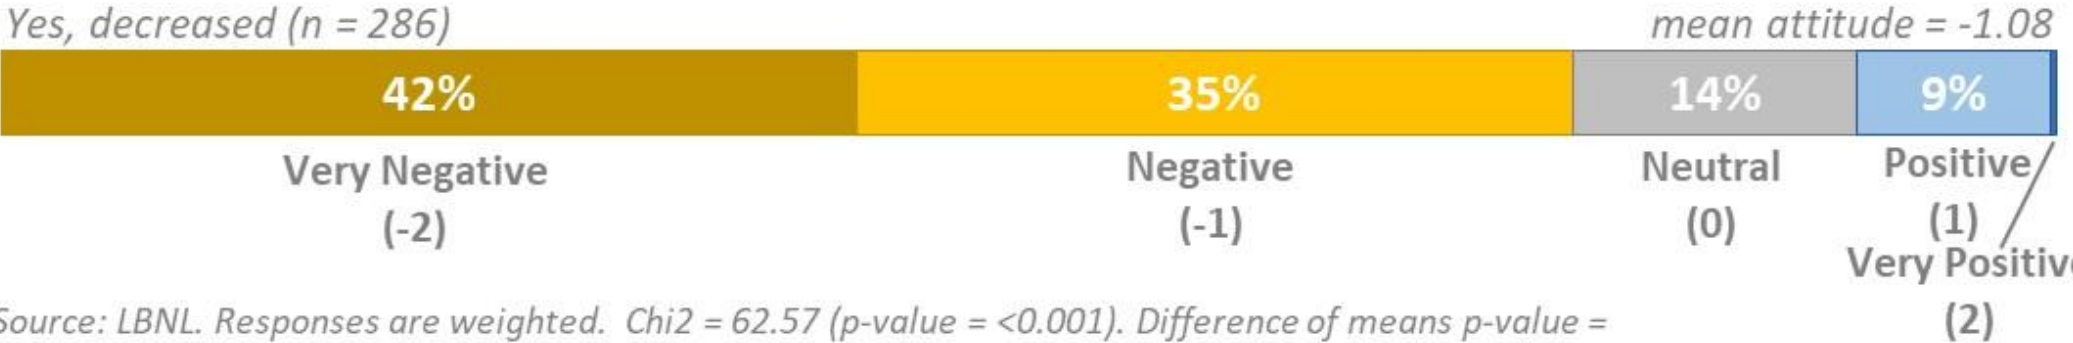 Yes, decreased (n = 286) mean attitude = -1.08
42% 35% 14% 9%
Very Negative Negative Neutral Positive
(-2) (-1) (0) (1)
Very Positive
(2)
Source: LBNL. Responses are weighted. Chi2 = 62.57 (p-value = <0.001). Difference of means p-value =